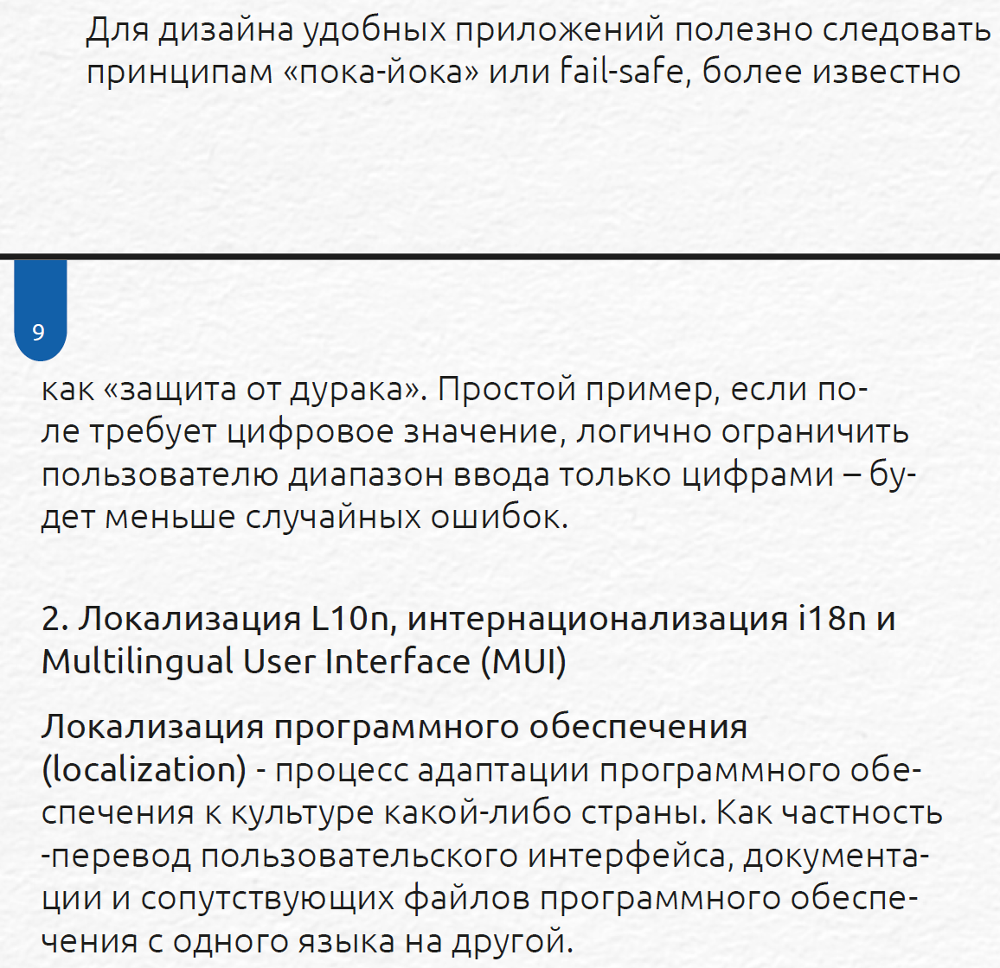 Для дизайна удобных приложений полезно следовать
принципам «пока-йока» или fail-safe, более известно
9
как «защита от дурака». Простой пример, если по-
ле требует цифровое значение, логично ограничить
пользователю диапазон ввода только цифрами – бу-
дет меньше случайных ошибок.
2. Локализация L10n, интернационализация i18n и
Multilingual User Interface (MUI)
Локализация программного обеспечения
(localization) - процесс адаптации программного обе-
спечения к культуре какой-либо страны. Как частность
-перевод пользовательского интерфейса, документа-
ции и сопутствующих файлов программного обеспе-
чения с одного языка на другой.